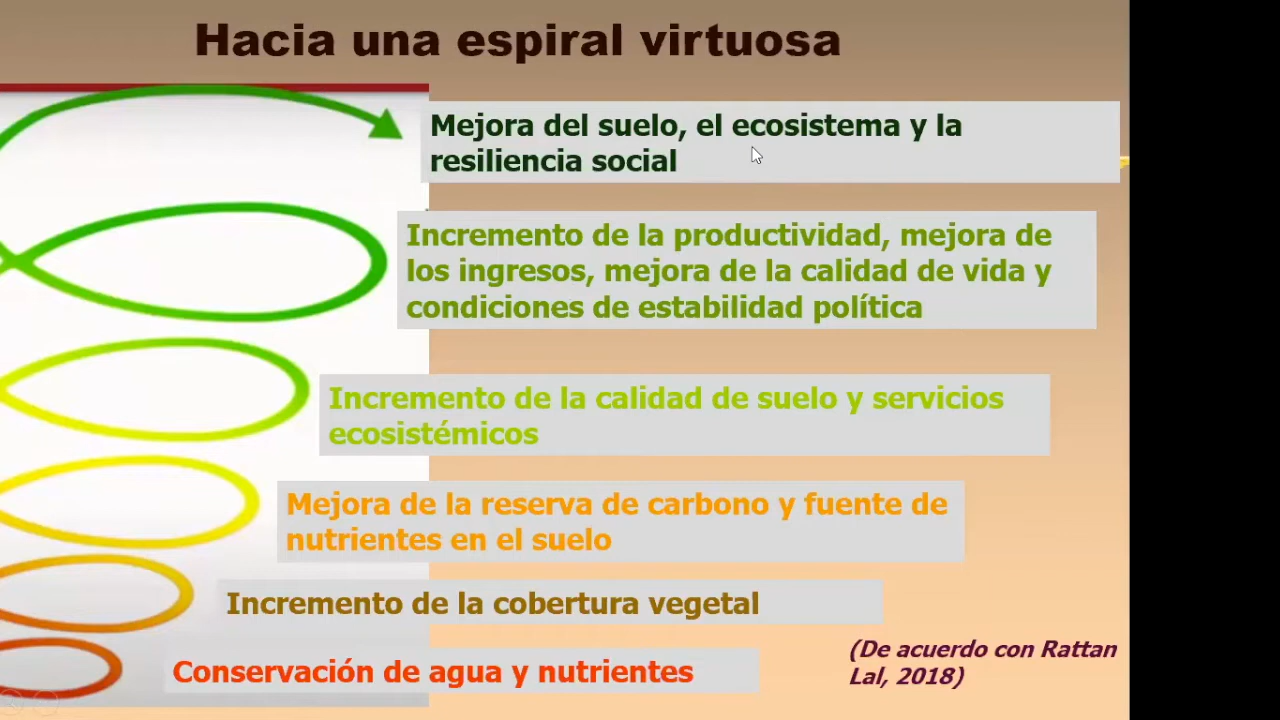 Hacia una espiral virtuosa
Mejora del suelo, el ecosistema y la
resiliencia social
Incremento de la productividad, mejora de
los ingresos, mejora de la calidad de vida y
condiciones de estabilidad política
Incremento de la calidad de suelo y servicios
ecosistémicos
Mejora de la reserva de carbono y fuente de
nutrientes en el suelo
Incremento de la cobertura vegetal
Conservación de agua y nutrientes
(De acuerdo con Rattan
Lal, 2018)